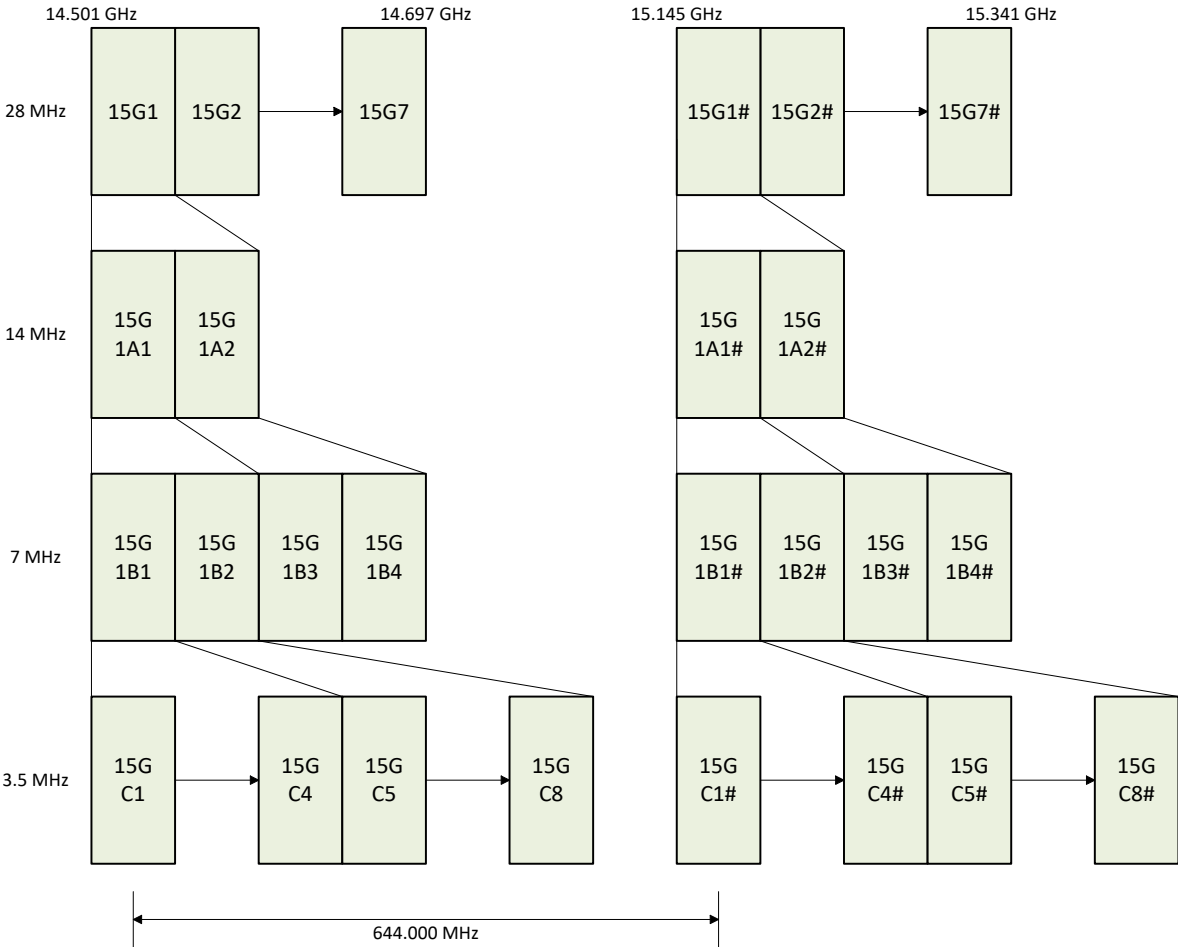 14.501 GHz
14.697 GHz
15.145 GHz
15.341 GHz
28 MHz
15G1
15G2
15G7
15G1#
15G2#
15G7#
14 MHz
15G
1A1
15G
1A2
15G
1A1#
15G
1A2#
7 MHz
15G
1B1
15G
1B2
15G
1B3
15G
1B4
15G
1B1#
15G
1B2#
15G
1B3#
15G
1B4#
3.5 MHz
15G
C1
15G
C4
15G
C5
15G
C8
15G
C1#
15G
C4#
15G
C5#
15G
C8#
644.000 MHz